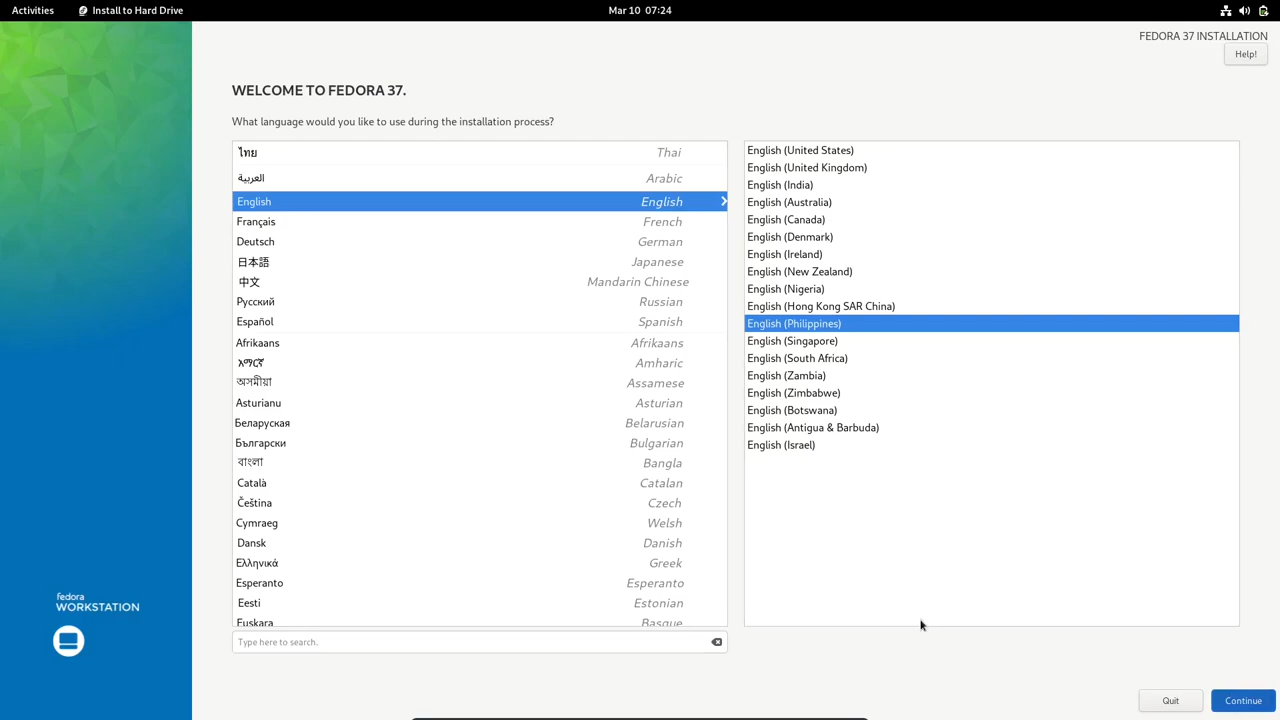 Activities
Install to Hard Drive
Mar 10 07:24
FEDORA 37 INSTALLATION
Help!
WELCOME TO FEDORA 37.
What language would you like to use during the installation process?
ไทย Thai
العربية Arabic
English English
Français French
Deutsch German
日本語 Japanese
中文 Mandarin Chinese
Русский Russian
Español Spanish
Afrikaans Afrikaans
አማርኛ Amharic
অসমীয়া Assamese
Asturianu Asturian
Беларуская Belarusian
Български Bulgarian
বাংলা Bangla
Català Catalan
Čeština Czech
Cymraeg Welsh
Dansk Danish
Ελληνικά Greek
Esperanto Esperanto
Eesti Estonian
Euskara Basque
Type here to search.
English (United States)
English (United Kingdom)
English (India)
English (Australia)
English (Canada)
English (Denmark)
English (Ireland)
English (New Zealand)
English (Nigeria)
English (Hong Kong SAR China)
English (Philippines)
English (Singapore)
English (South Africa)
English (Zambia)
English (Zimbabwe)
English (Botswana)
English (Antigua & Barbuda)
English (Israel)
fedora
WORKSTATION
Quit
Continue